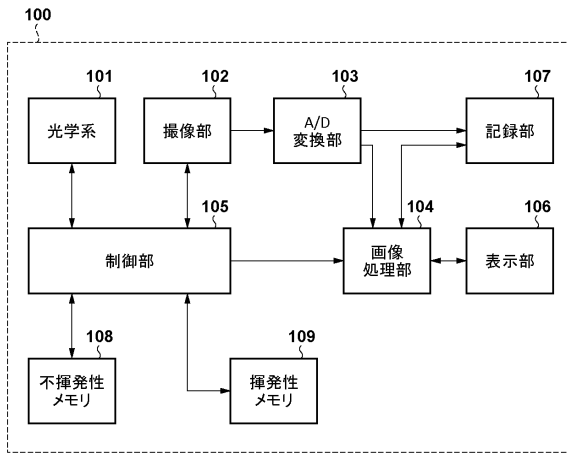 100
101
102
103
107
光学系
撮像部
A/D
変換部
記録部
105
104
106
制御部
画像
処理部
表示部
108
109
不揮発性
メモリ
揮発性
メモリ